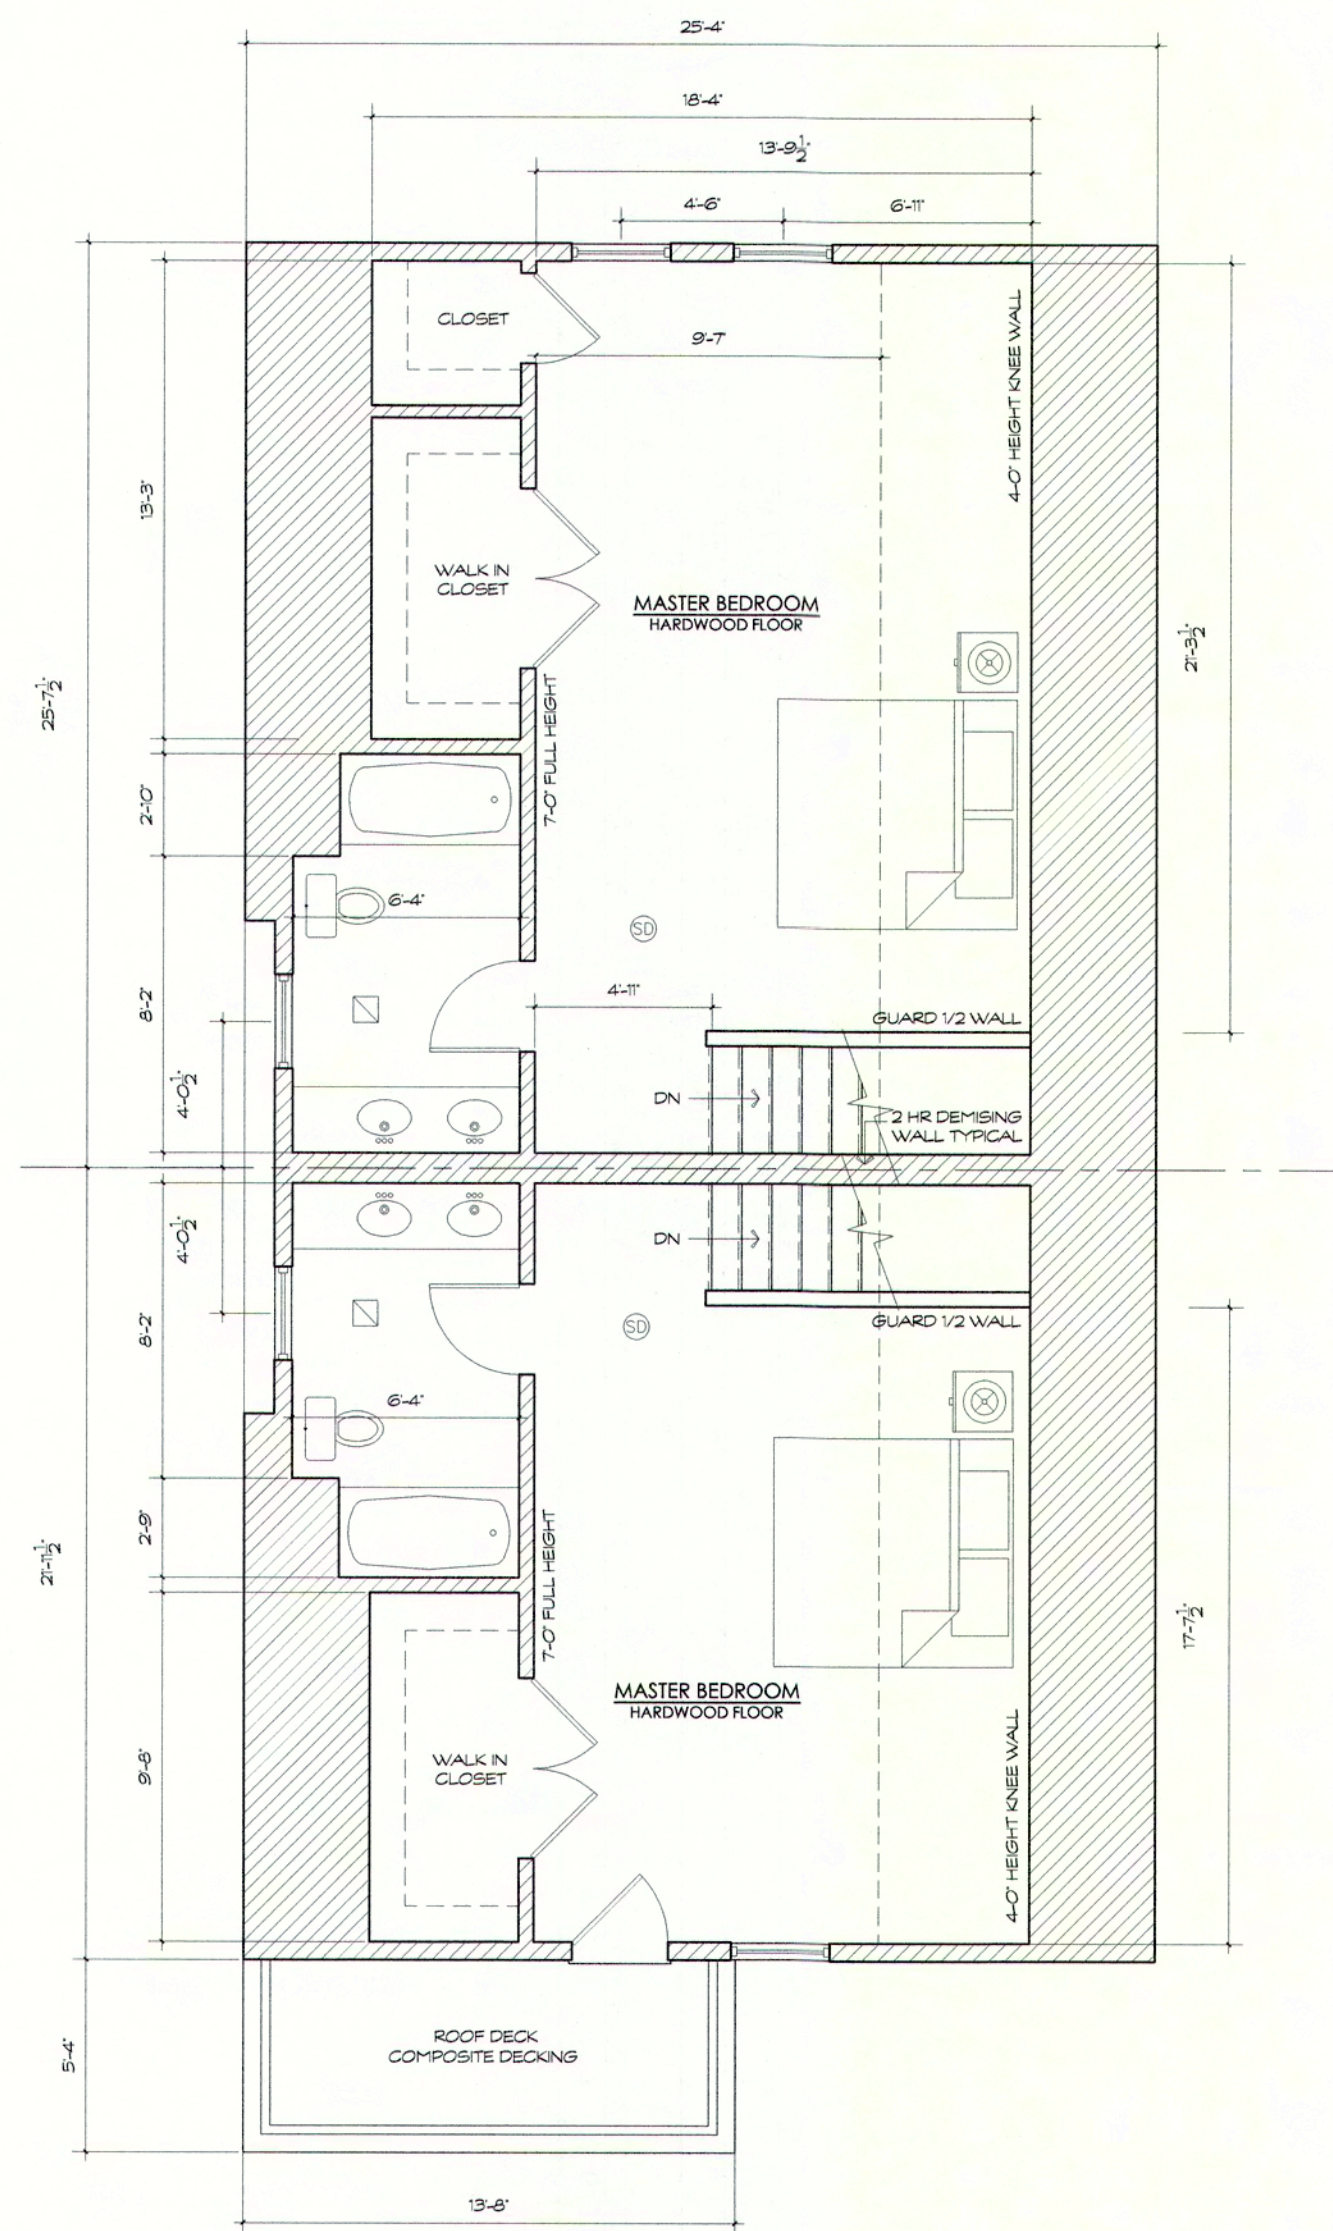 25'-4"
18'-4"
13'-9 1/2"
4'-6"
6'-11"
CLOSET
9'-7"
4-0" HEIGHT KNEE WALL
13'-3"
WALK IN
CLOSET
MASTER BEDROOM
HARDWOOD FLOOR
21'-3 1/2"
25'-7 1/2"
7-0" FULL HEIGHT
2'-10"
6'-4"
SD
8'-2"
4'-11"
GUARD 1/2 WALL
4'-0 1/2"
DN
2 HR DEMISING
WALL TYPICAL
4'-0 1/2"
DN
8'-2"
SD
GUARD 1/2 WALL
6'-4"
2'-9"
21'-11 1/2"
7-0" FULL HEIGHT
17'-7 1/2"
MASTER BEDROOM
HARDWOOD FLOOR
9'-8"
WALK IN
CLOSET
4-0" HEIGHT KNEE WALL
5'-4"
ROOF DECK
COMPOSITE DECKING
13'-8"